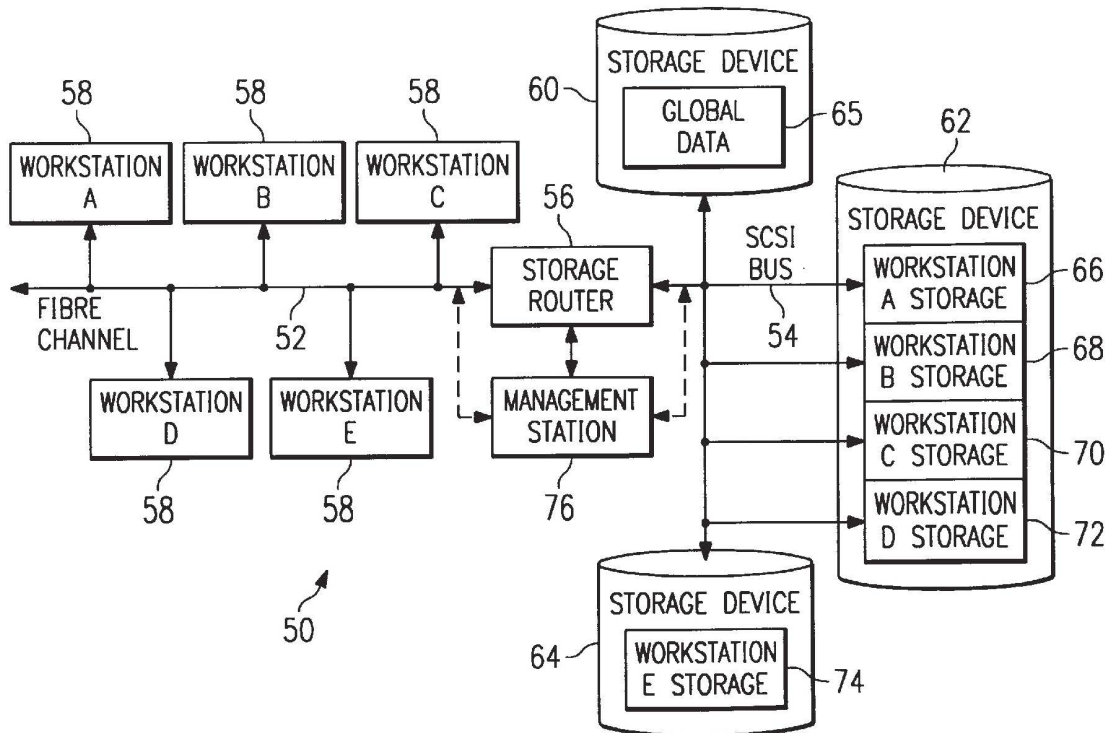 STORAGE DEVICE
60
GLOBAL
DATA
65
58
58
58
WORKSTATION
A
WORKSTATION
B
WORKSTATION
C
56
STORAGE
ROUTER
SCSI
BUS
54
62
STORAGE DEVICE
WORKSTATION
A STORAGE
66
WORKSTATION
B STORAGE
68
WORKSTATION
C STORAGE
70
WORKSTATION
D STORAGE
72
FIBRE
CHANNEL
52
WORKSTATION
D
WORKSTATION
E
MANAGEMENT
STATION
58
58
76
50
STORAGE DEVICE
64
WORKSTATION
E STORAGE
74